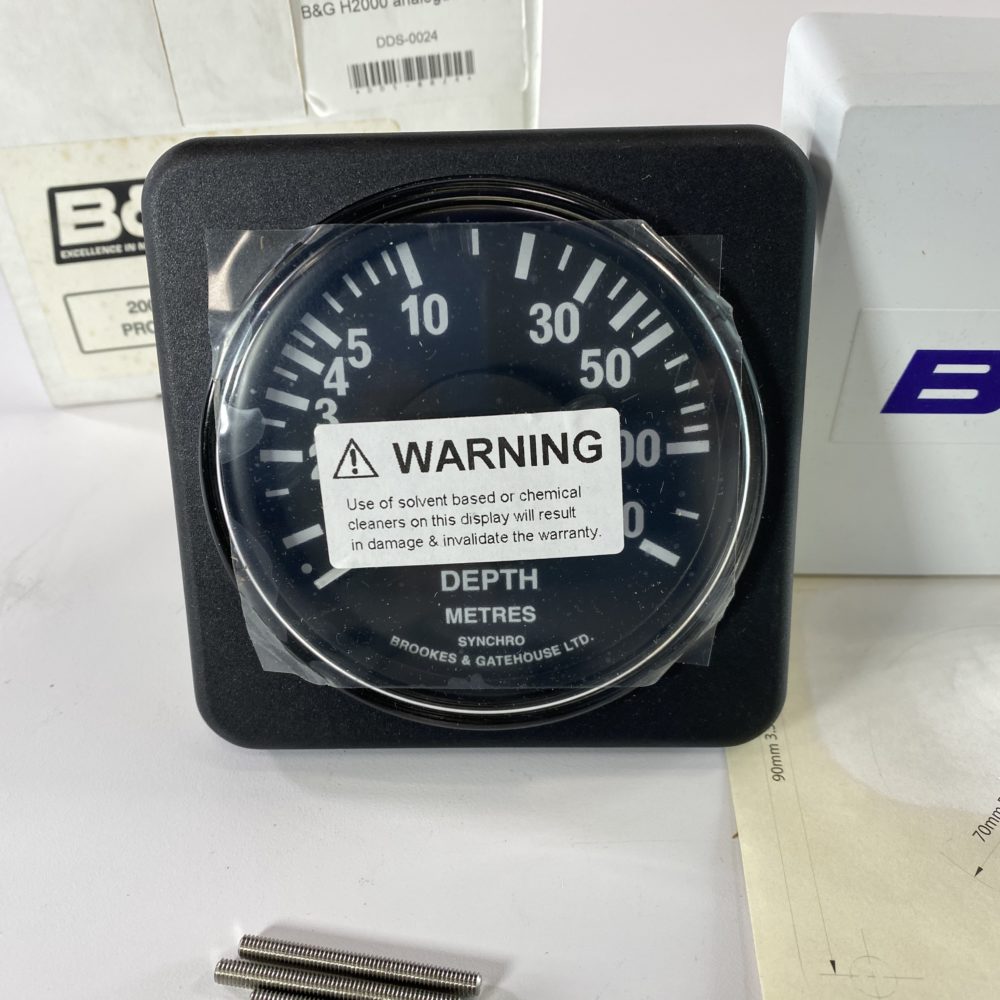 B&G H2000
DDS-0024
B&
EXCELLENCE IN
PRO
B
10
30
5
50
4
3
WARNING
Use of solvent based or chemical
cleaners on this display will result
in damage & invalidate the warranty.
DEPTH
METRES
SYNCHRO
BROOKES & GATEHOUSE LTD.
90mm
70mm